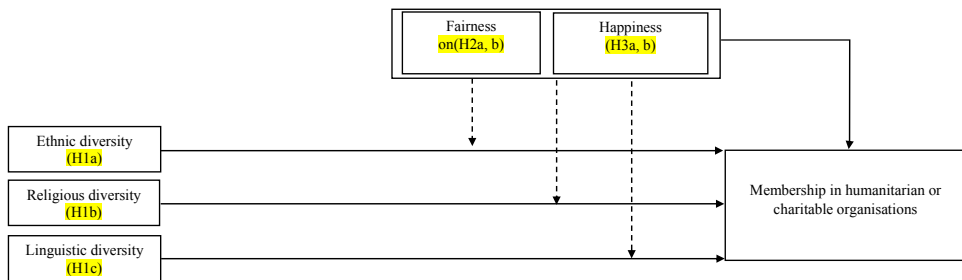 Fairness
on(H2a, b)
Happiness
(H3a, b)
Ethnic diversity
(H1a)
Religious diversity
(H1b)
Linguistic diversity
(H1c)
Membership in humanitarian or
charitable organisations